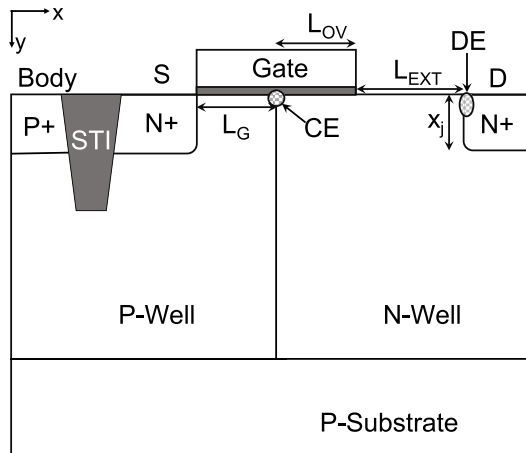 x
y
L_OV
DE
Body
S
Gate
L_EXT
D
P+
STI
N+
L_G
CE
x_j
N+
P-Well
N-Well
P-Substrate